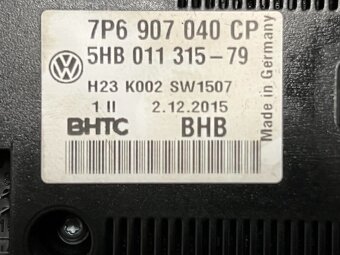 7P6 907 040 CP
5HB 011 315-79
H23 K002 SW1507
1 II 2.12.2015
BHTC BHB
Made in Germany